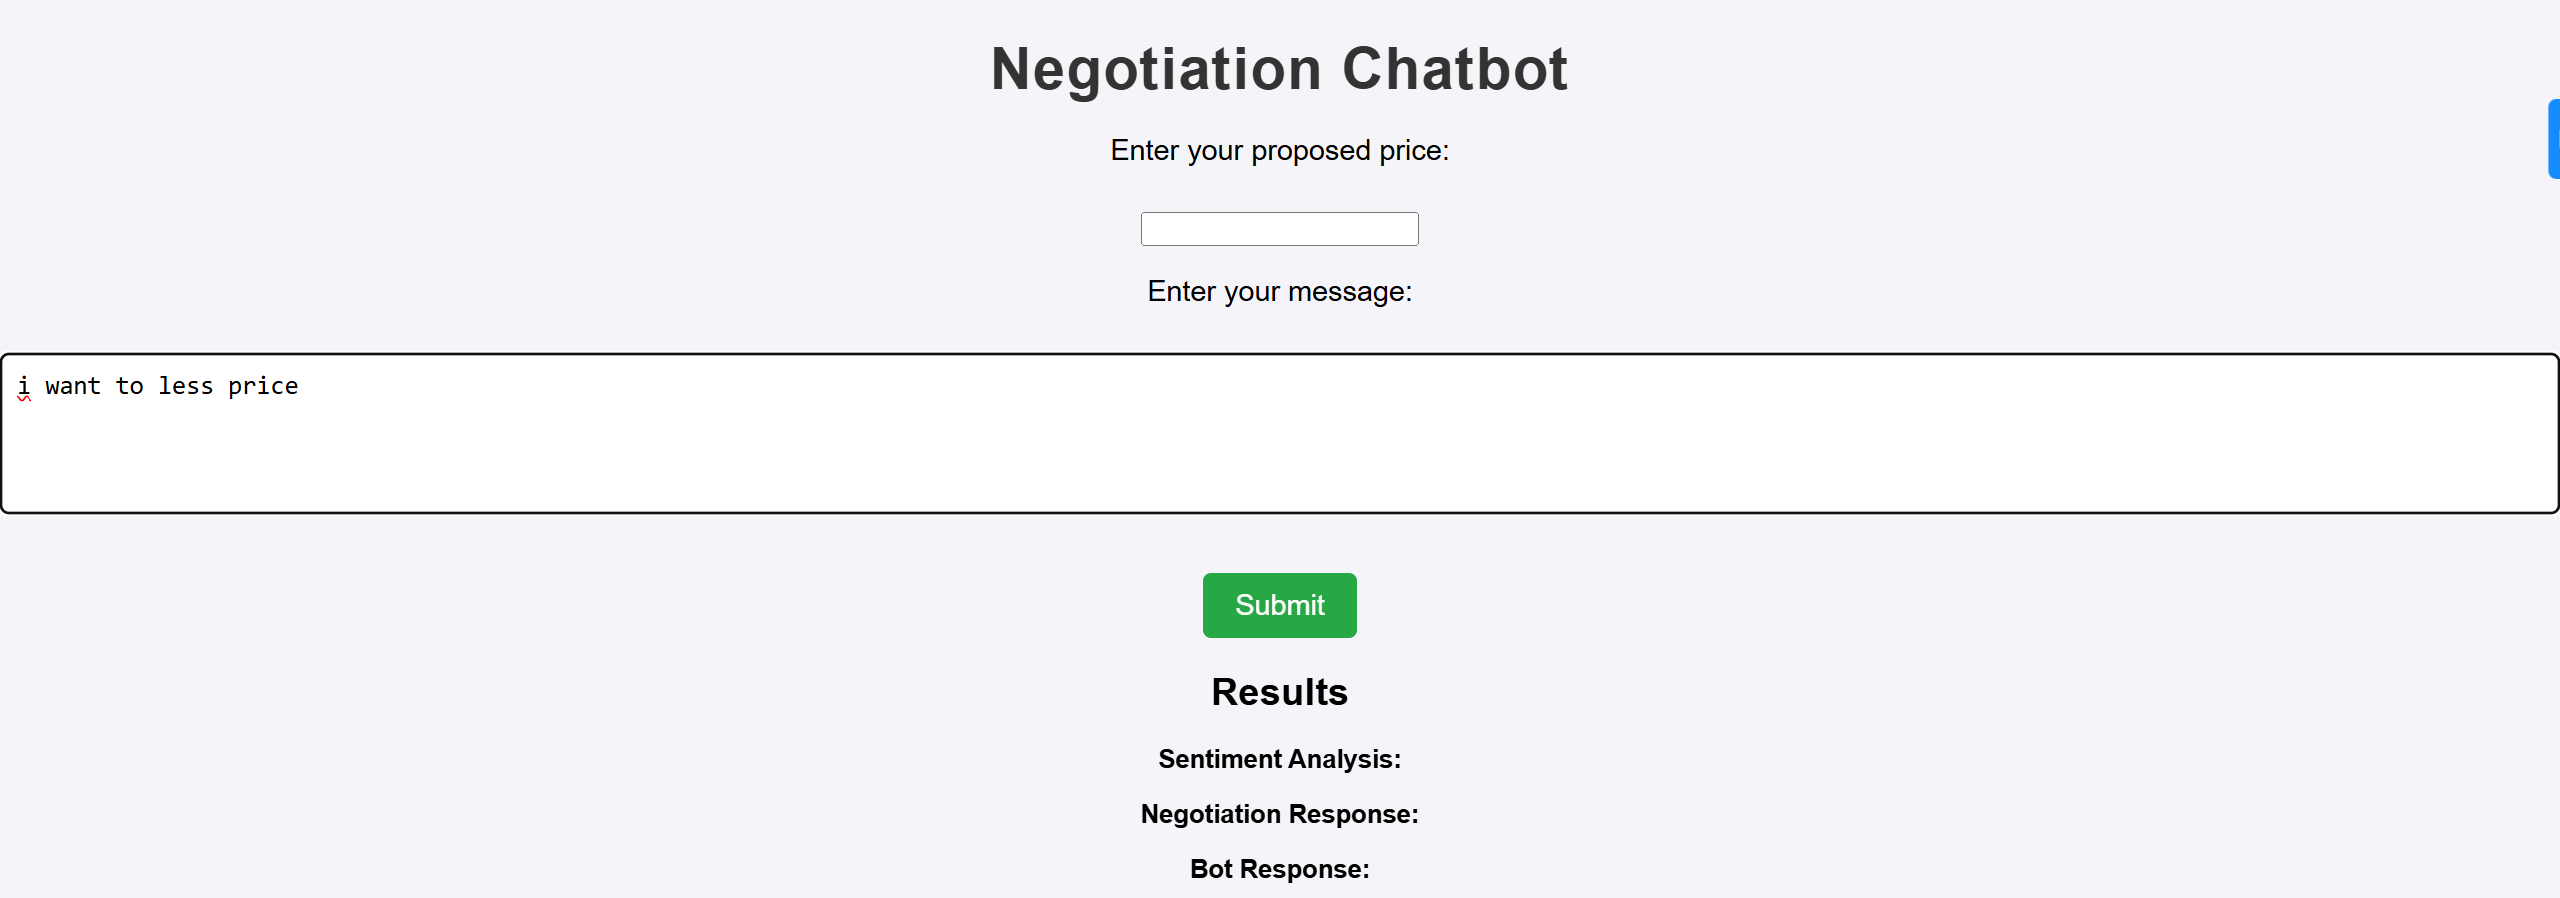 Negotiation Chatbot
Enter your proposed price:
Enter your message:
i want to less price
Submit
Results
Sentiment Analysis:
Negotiation Response:
Bot Response: